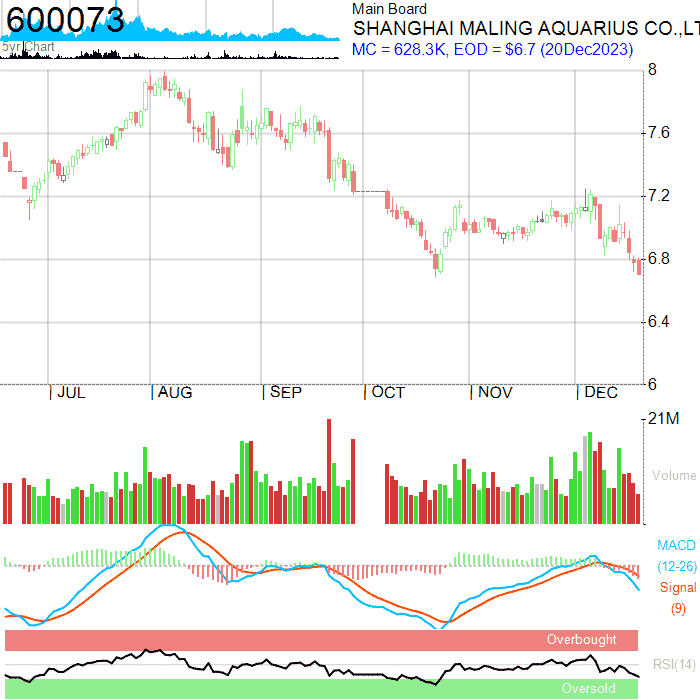 600073
5yr Chart
Main Board
SHANGHAI MALING AQUARIUS CO.,LT
MC = 628.3K, EOD = $6.7 (20Dec2023)
8
7.6
7.2
6.8
6.4
6
JUL AUG SEP OCT NOV DEC
21M
Volume
MACD
(12-26)
Signal
(9)
Overbought
RSI(14)
Oversold